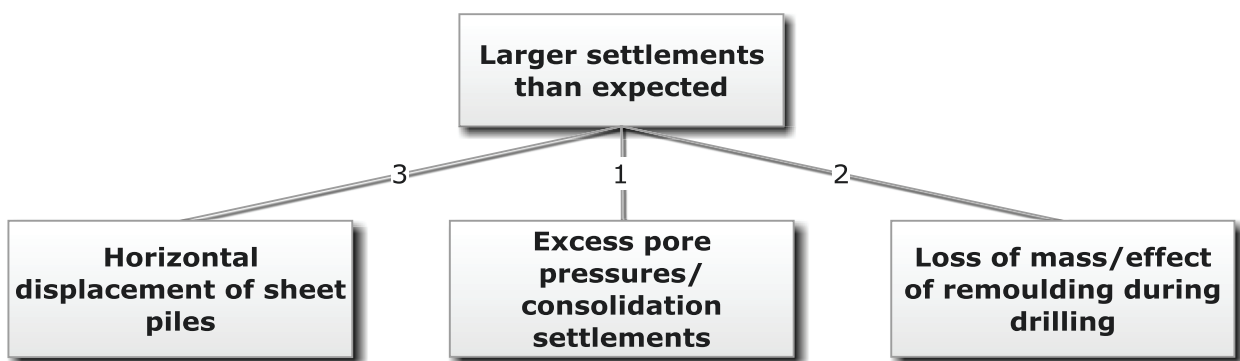 Larger settlements
than expected
3
1
2
Horizontal
displacement of sheet
piles
Excess pore
pressures/
consolidation
settlements
Loss of mass/effect
of remoulding during
drilling